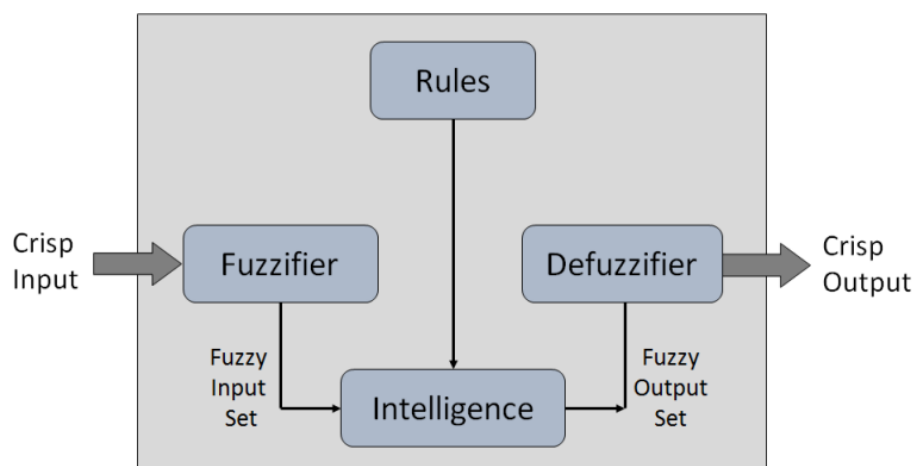 Rules
Crisp
Input
Fuzzifier
Defuzzifier
Crisp
Output
Fuzzy
Input
Set
Intelligence
Fuzzy
Output
Set